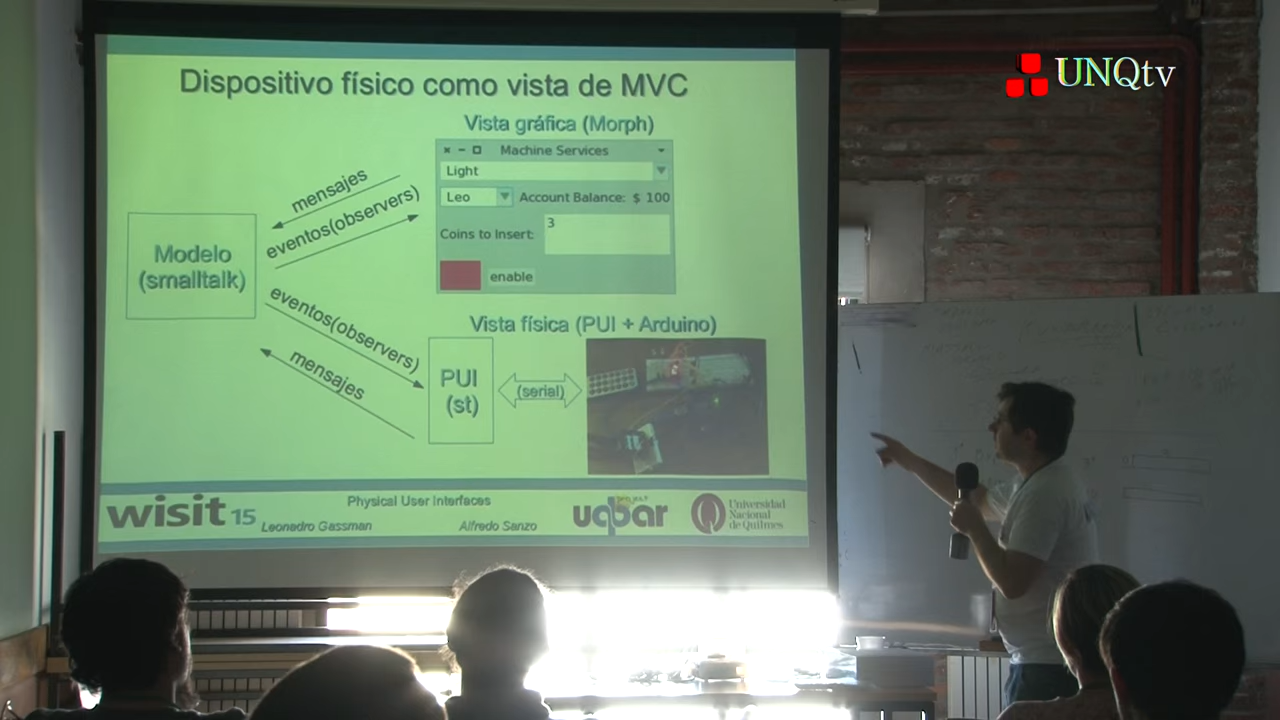 UNQtv
Dispositivo físico como vista de MVC
Vista gráfica (Morph)
Machine Services
Light
Leo
Account Balance: $ 100
Coins to Insert:
3
enable
mensajes
eventos(observers)
Modelo
(smalltalk)
eventos(observers)
mensajes
Vista física (PUI + Arduino)
PUI
(st)
(serial)
wisit 15
Physical User Interfaces
Leonadro Gassman
Alfredo Sanzo
uqbar
Universidad
Nacional
de Quilmes